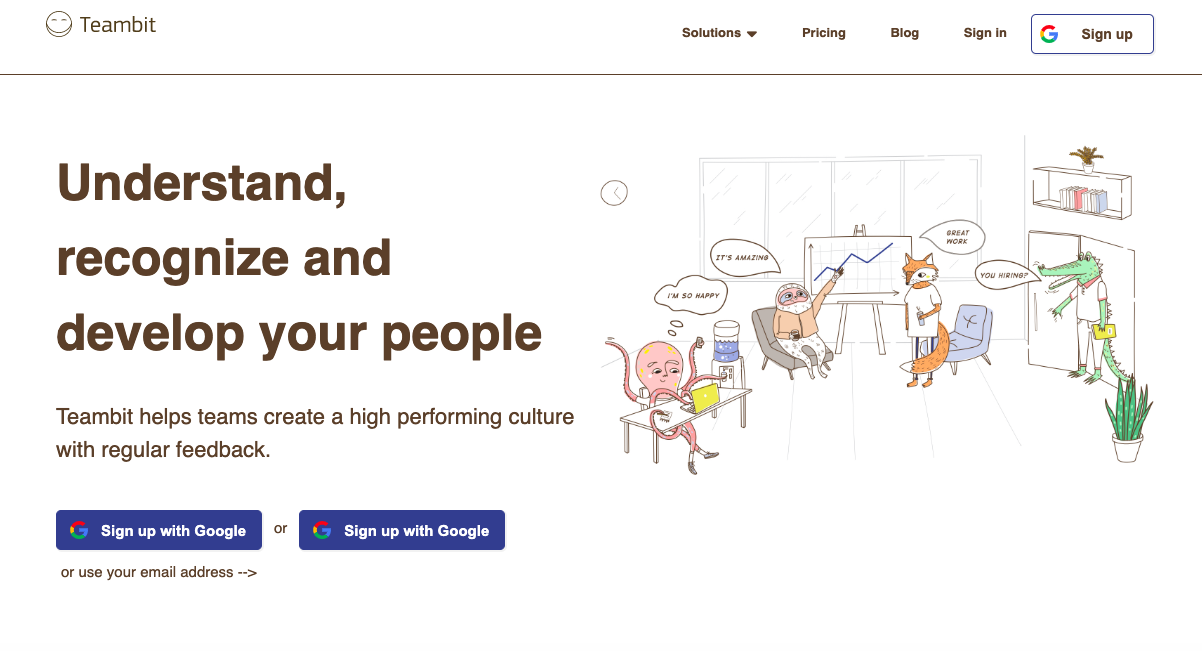 Teambit
Solutions
Pricing
Blog
Sign in
Sign up
Understand,
recognize and
develop your people
Teambit helps teams create a high performing culture
with regular feedback.
Sign up with Google
or
Sign up with Google
or use your email address -->
IT'S AMAZING
GREAT
WORK
I'M SO HAPPY
YOU HIRING?